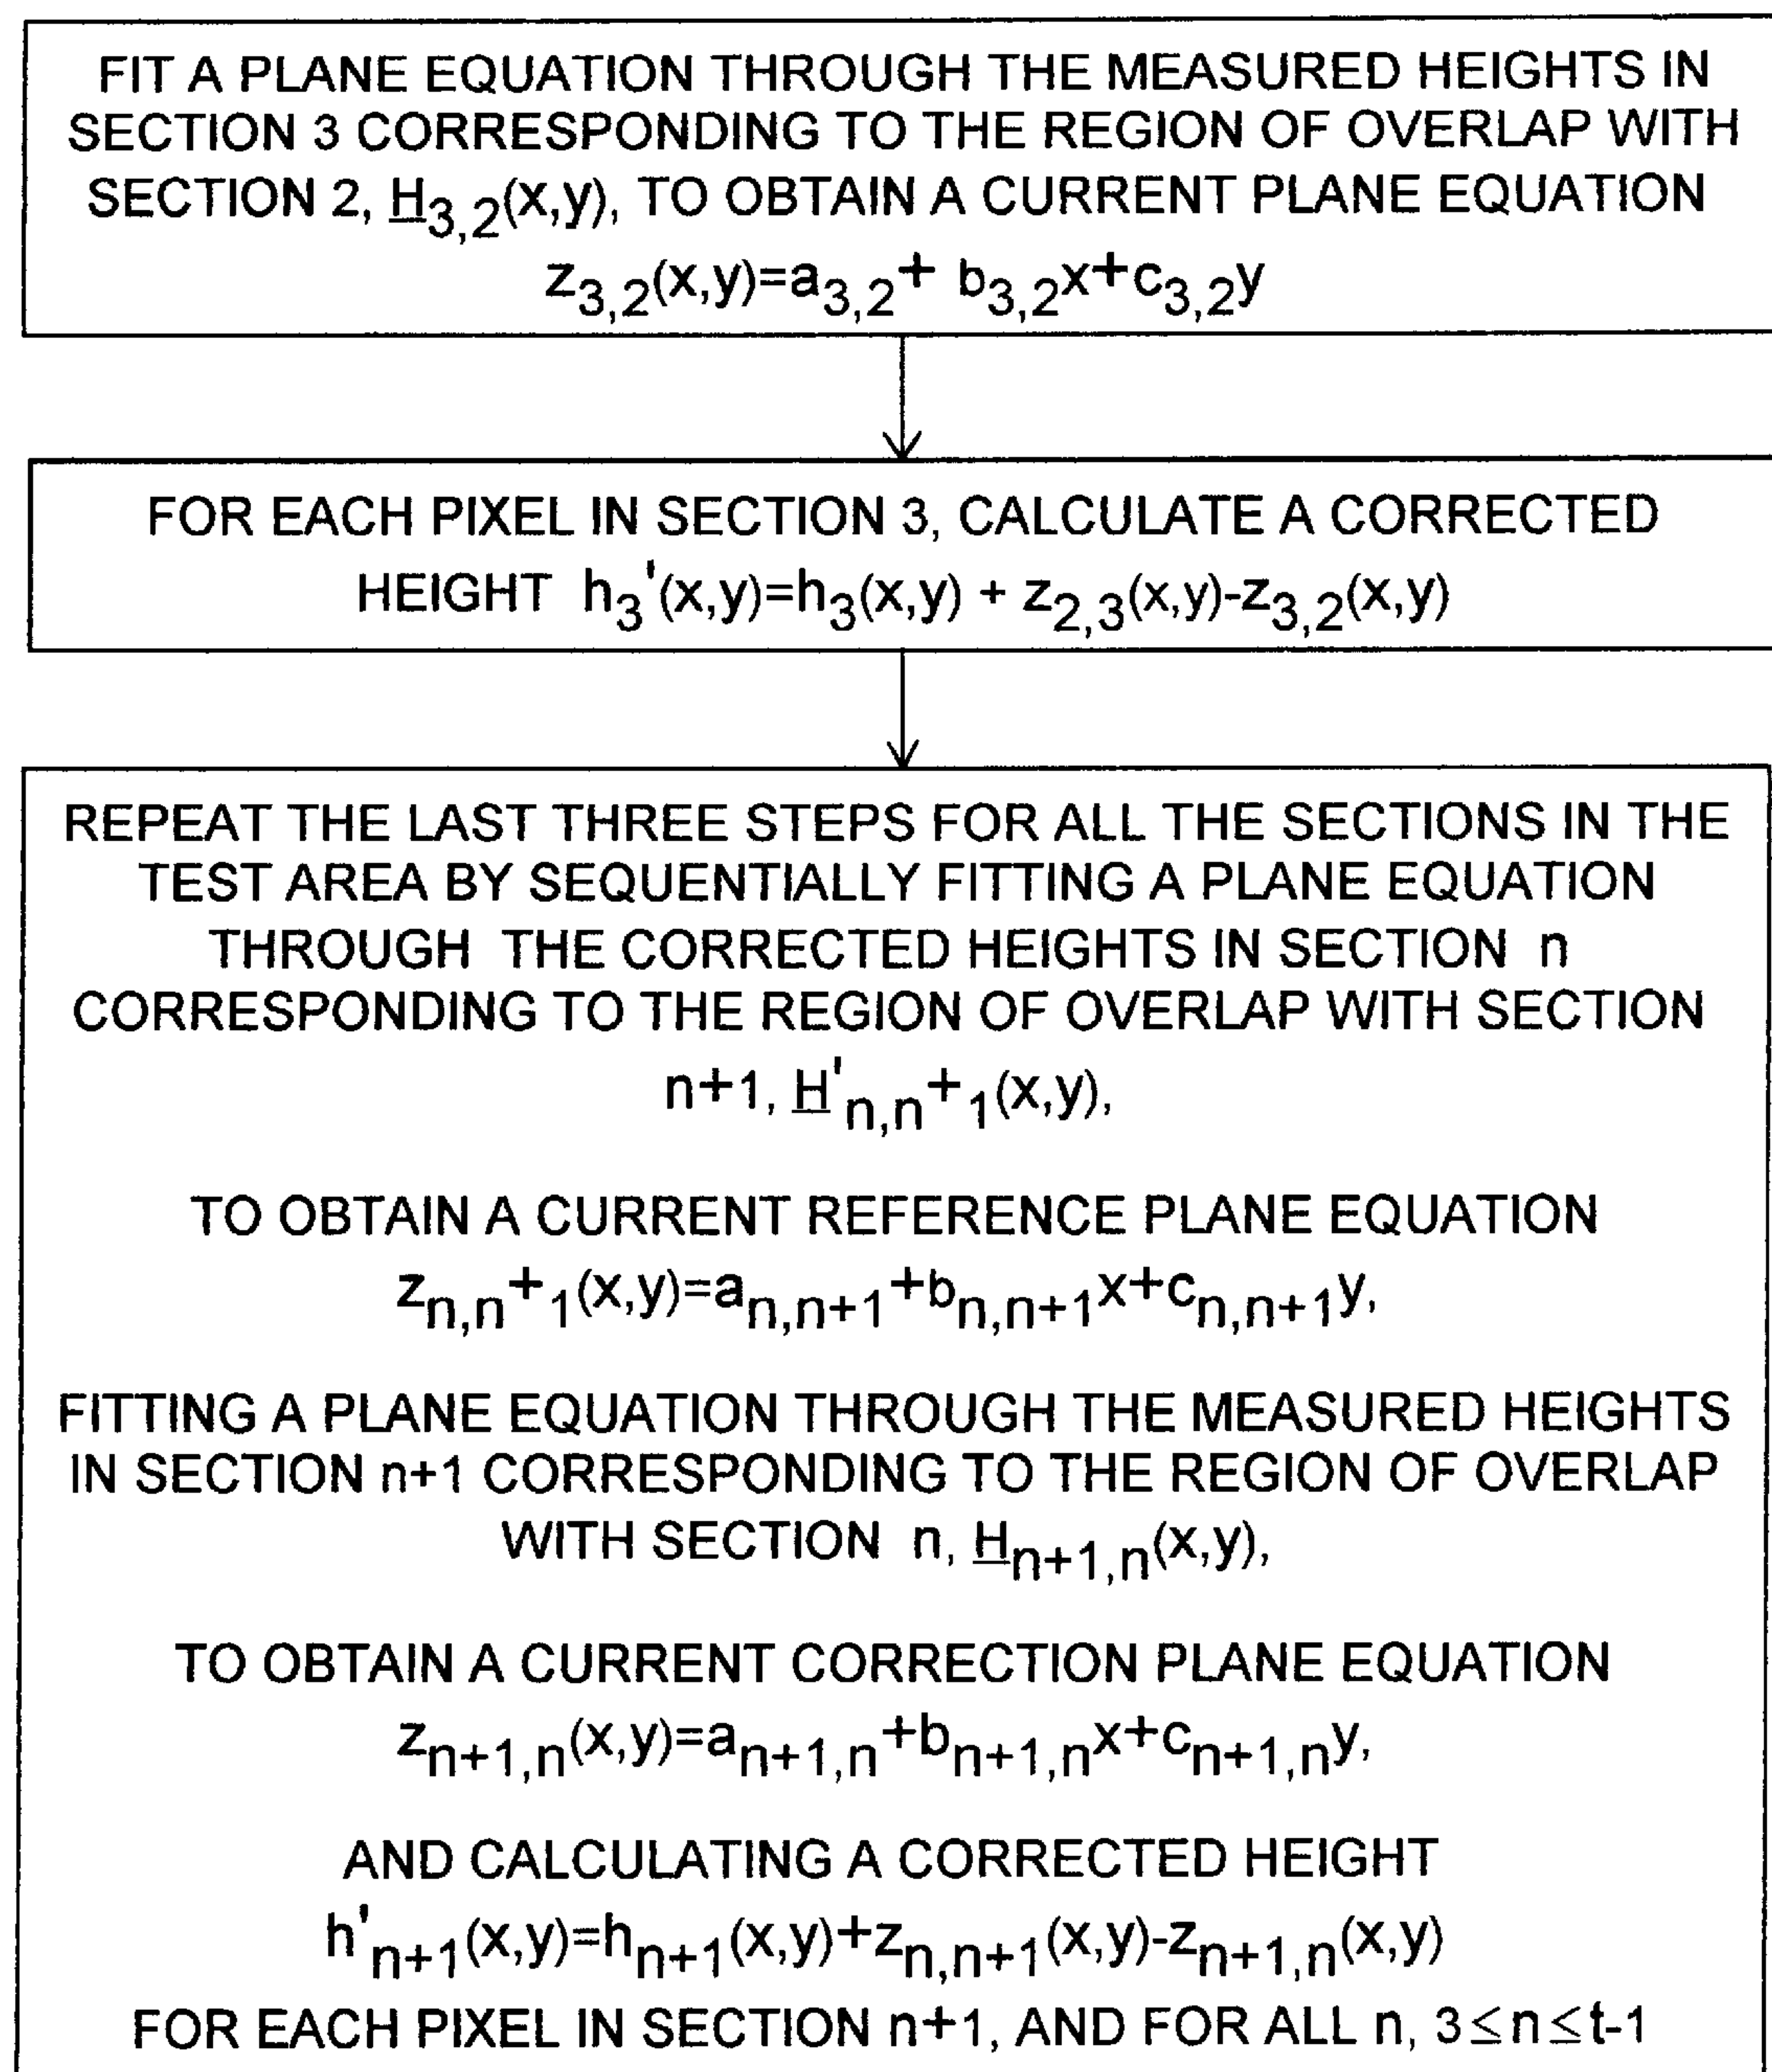 FIT A PLANE EQUATION THROUGH THE MEASURED HEIGHTS IN
SECTION 3 CORRESPONDING TO THE REGION OF OVERLAP WITH
SECTION 2, H3,2(x,y), TO OBTAIN A CURRENT PLANE EQUATION
z3,2(x,y)=a3,2+ b3,2x+c3,2y
FOR EACH PIXEL IN SECTION 3, CALCULATE A CORRECTED
HEIGHT h3'(x,y)=h3(x,y) + z2,3(x,y)-z3,2(x,y)
REPEAT THE LAST THREE STEPS FOR ALL THE SECTIONS IN THE
TEST AREA BY SEQUENTIALLY FITTING A PLANE EQUATION
THROUGH THE CORRECTED HEIGHTS IN SECTION n
CORRESPONDING TO THE REGION OF OVERLAP WITH SECTION
n+1, H'n,n+1(x,y),
TO OBTAIN A CURRENT REFERENCE PLANE EQUATION
zn,n+1(x,y)=an,n+1+bn,n+1x+cn,n+1y,
FITTING A PLANE EQUATION THROUGH THE MEASURED HEIGHTS
IN SECTION n+1 CORRESPONDING TO THE REGION OF OVERLAP
WITH SECTION n, Hn+1,n(x,y),
TO OBTAIN A CURRENT CORRECTION PLANE EQUATION
zn+1,n(x,y)=an+1,n+bn+1,nx+cn+1,ny,
AND CALCULATING A CORRECTED HEIGHT
h'n+1(x,y)=hn+1(x,y)+zn,n+1(x,y)-zn+1,n(x,y)
FOR EACH PIXEL IN SECTION n+1, AND FOR ALL n, 3≤n≤t-1